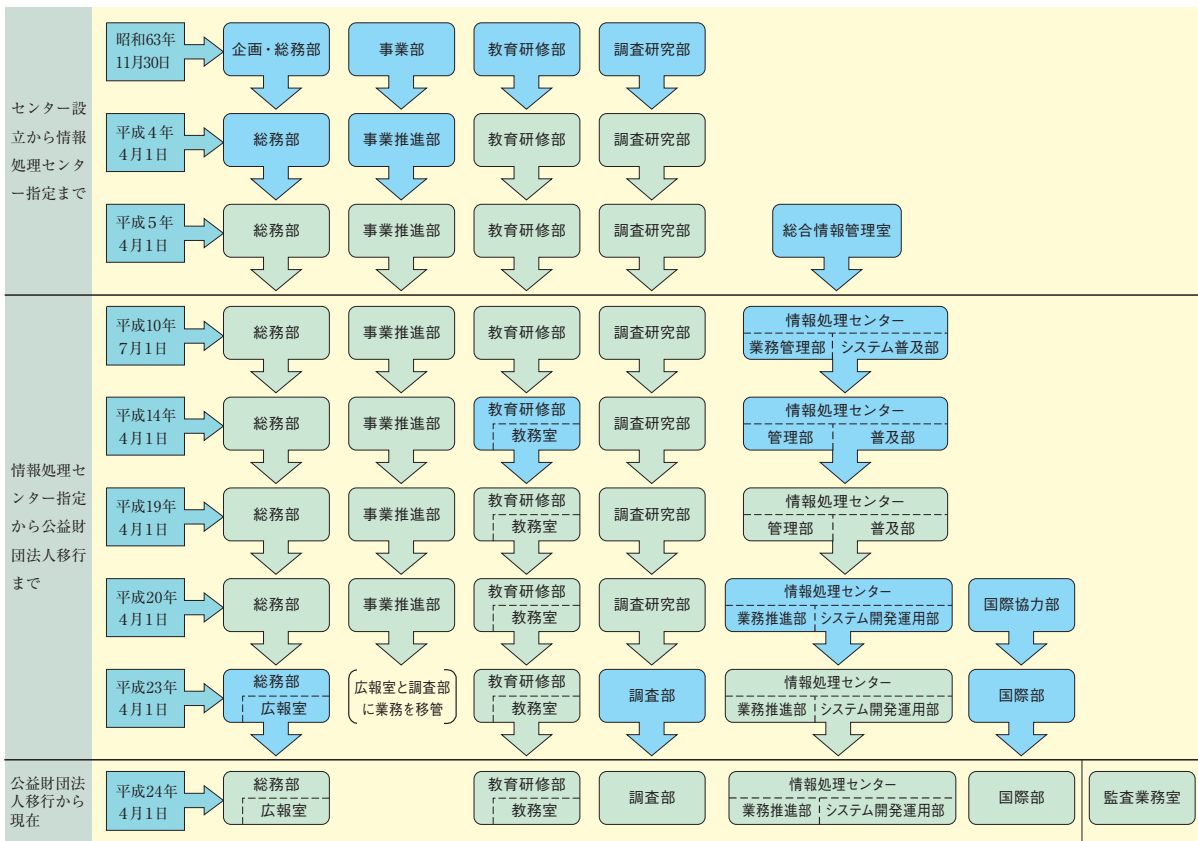 センター設
立から情報
処理センタ
ー指定まで
昭和63年
11月30日
企画・総務部
事業部
教育研修部
調査研究部
平成4年
4月1日
総務部
事業推進部
教育研修部
調査研究部
平成5年
4月1日
総務部
事業推進部
教育研修部
調査研究部
総合情報管理室
情報処理セ
ンター指定
から公益財
団法人移行
まで
平成10年
7月1日
総務部
事業推進部
教育研修部
調査研究部
情報処理センター
業務管理部 システム普及部
平成14年
4月1日
総務部
事業推進部
教育研修部
教務室
調査研究部
情報処理センター
管理部 普及部
平成19年
4月1日
総務部
事業推進部
教育研修部
教務室
調査研究部
情報処理センター
管理部 普及部
平成20年
4月1日
総務部
事業推進部
教育研修部
教務室
調査研究部
情報処理センター
業務推進部 システム開発運用部
国際協力部
平成23年
4月1日
総務部
広報室
広報室と調査部
に業務を移管
教育研修部
教務室
調査部
情報処理センター
業務推進部 システム開発運用部
国際部
公益財団法
人移行から
現在
平成24年
4月1日
総務部
広報室
教育研修部
教務室
調査部
情報処理センター
業務推進部 システム開発運用部
国際部
監査業務室